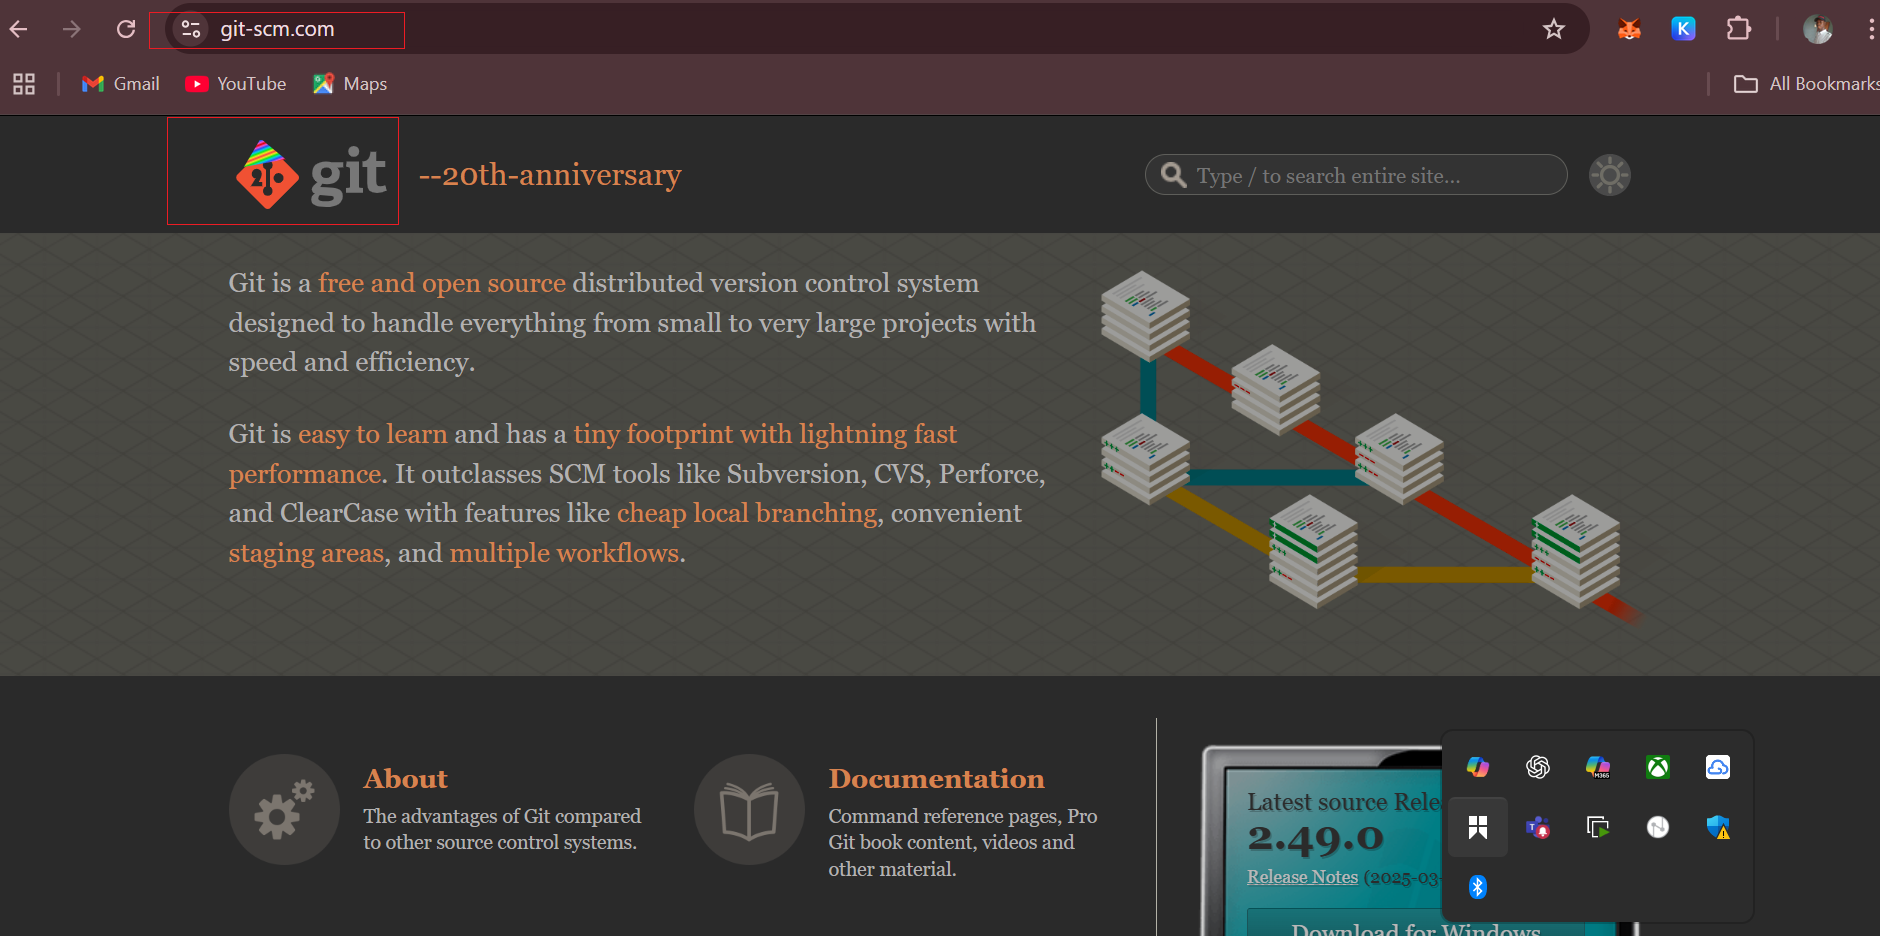 git-scm.com
Gmail
YouTube
Maps
All Bookmarks
git
--20th-anniversary
Type / to search entire site...
Git is a free and open source distributed version control system
designed to handle everything from small to very large projects with
speed and efficiency.
Git is easy to learn and has a tiny footprint with lightning fast
performance. It outclasses SCM tools like Subversion, CVS, Perforce,
and ClearCase with features like cheap local branching, convenient
staging areas, and multiple workflows.
About
The advantages of Git compared
to other source control systems.
Documentation
Command reference pages, Pro
Git book content, videos and
other material.
Latest source Rele
2.49.0
Release Notes (2025-03-
Download for Windows
K
M365
T
N